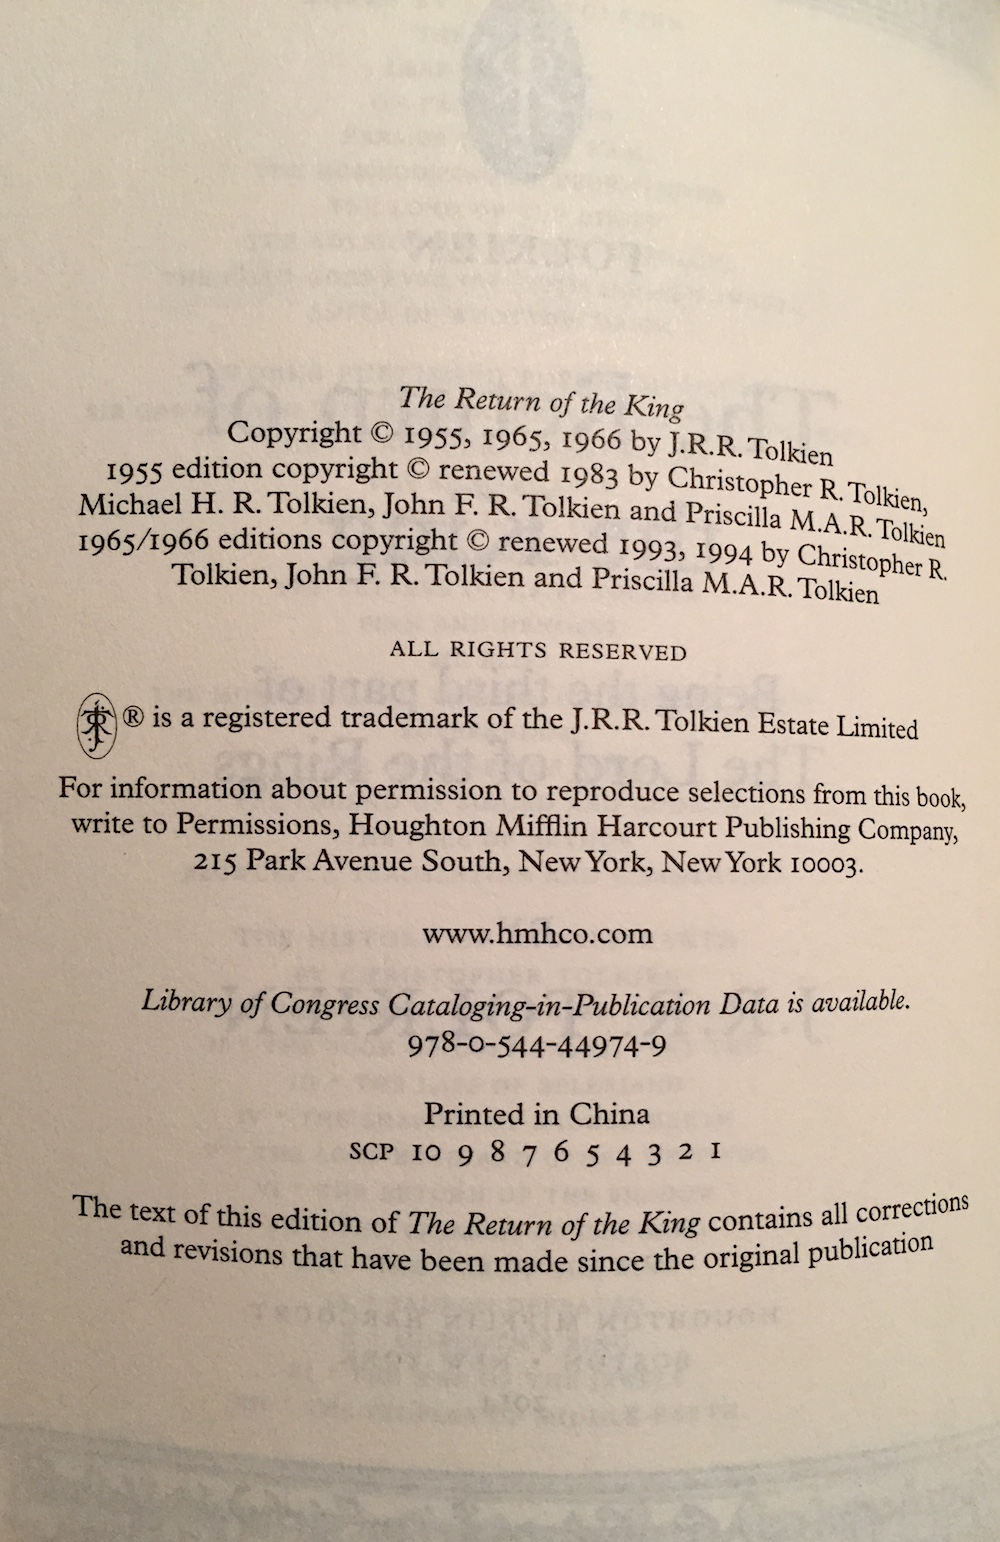 The Return of the King
Copyright © 1955, 1965, 1966 by J.R.R. Tolkien
1955 edition copyright © renewed 1983 by Christopher R. Tolkien,
Michael H. R. Tolkien, John F. R. Tolkien and Priscilla M.A.R. Tolkien
1965/1966 editions copyright © renewed 1993, 1994 by Christopher R.
Tolkien, John F. R. Tolkien and Priscilla M.A.R. Tolkien
ALL RIGHTS RESERVED
® is a registered trademark of the J.R.R. Tolkien Estate Limited
For information about permission to reproduce selections from this book,
write to Permissions, Houghton Mifflin Harcourt Publishing Company,
215 Park Avenue South, New York, New York 10003.
www.hmhco.com
Library of Congress Cataloging-in-Publication Data is available.
978-0-544-44974-9
Printed in China
SCP 10 9 8 7 6 5 4 3 2 1
The text of this edition of The Return of the King contains all corrections
and revisions that have been made since the original publication